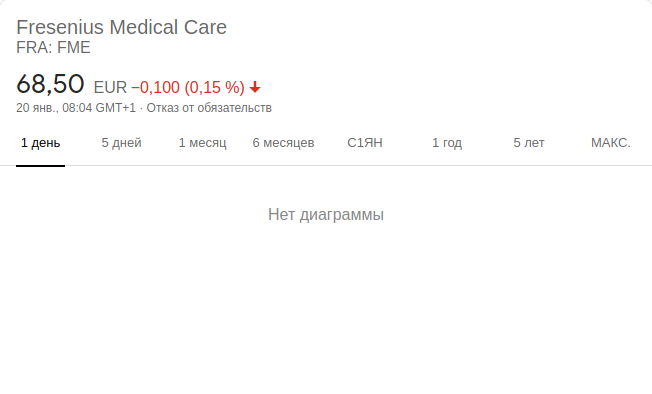 Fresenius Medical Care
FRA: FME
68,50 EUR −0,100 (0,15 %)
20 янв., 08:04 GMT+1 · Отказ от обязательств
1 день 5 дней 1 месяц 6 месяцев С1ЯН 1 год 5 лет МАКС.
Нет диаграммы